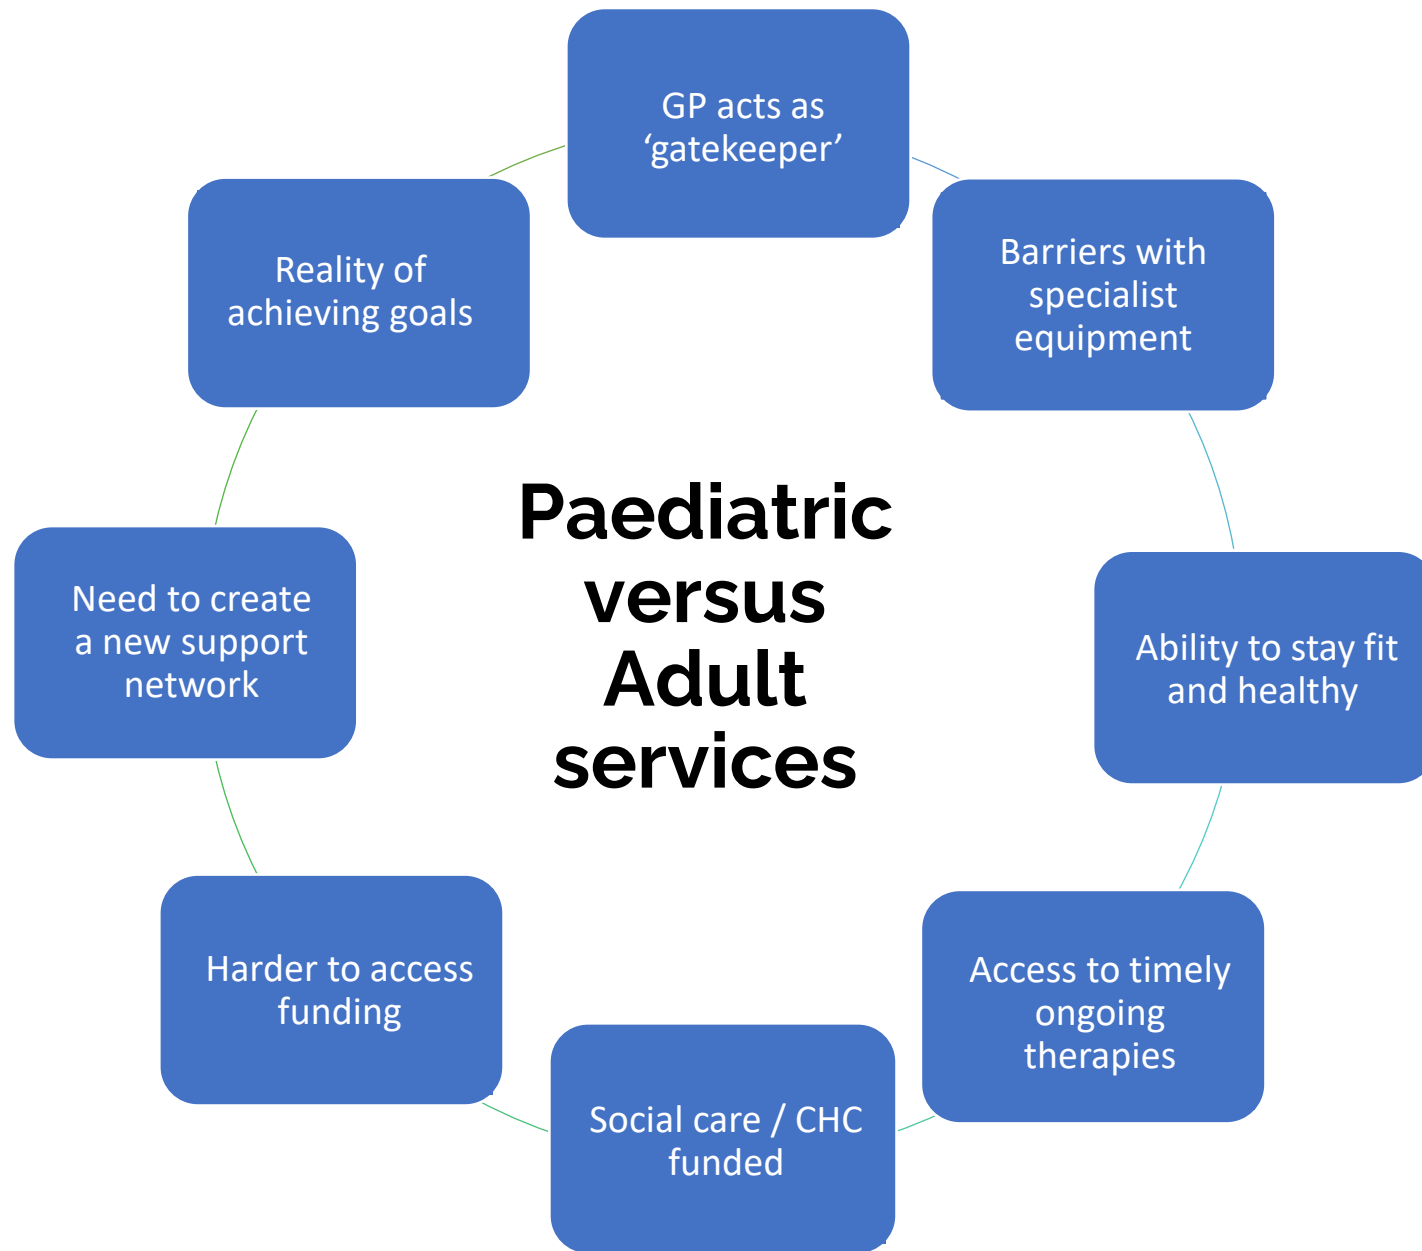 GP acts as
‘gatekeeper’
Barriers with
specialist
equipment
Ability to stay fit
and healthy
Access to timely
ongoing
therapies
Social care / CHC
funded
Harder to access
funding
Need to create
a new support
network
Reality of
achieving goals
Paediatric
versus
Adult
services